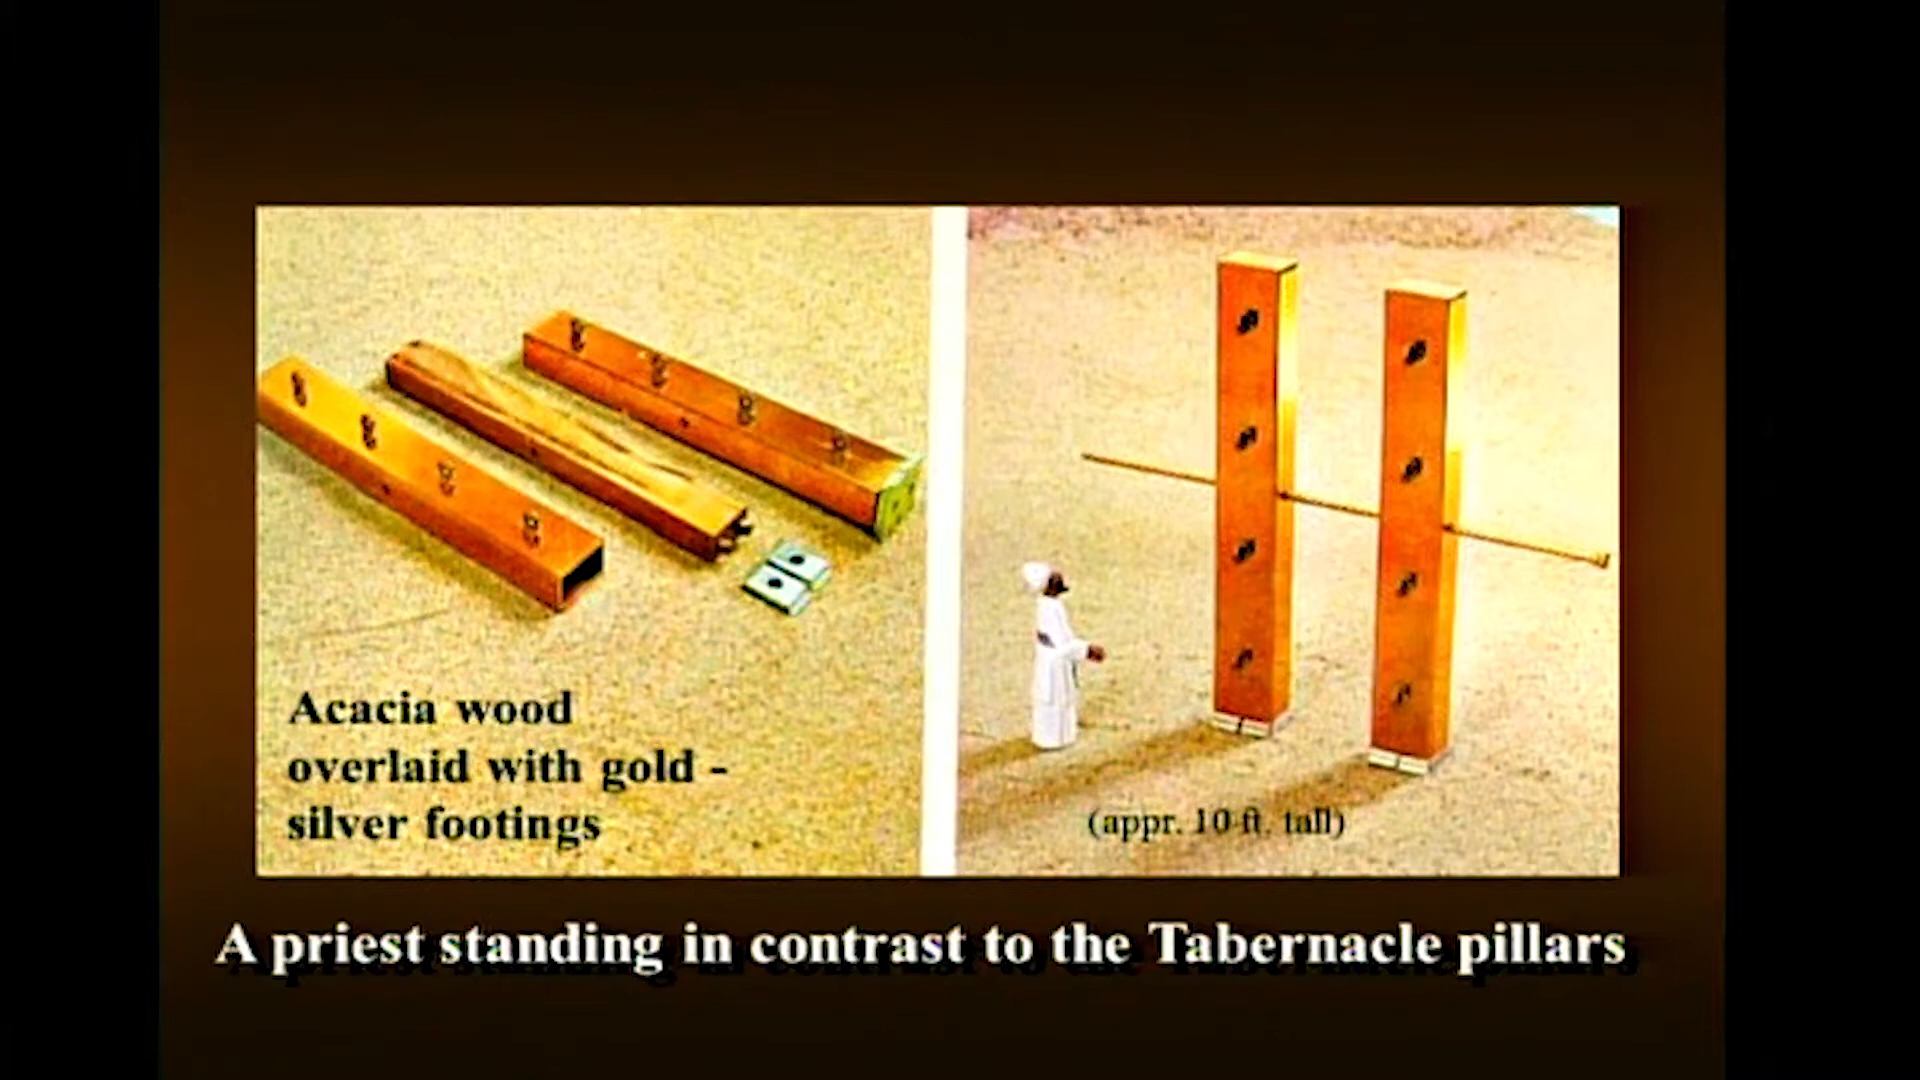 Acacia wood
overlaid with gold -
silver footings
(appr. 10 ft. tall)
A priest standing in contrast to the Tabernacle pillars